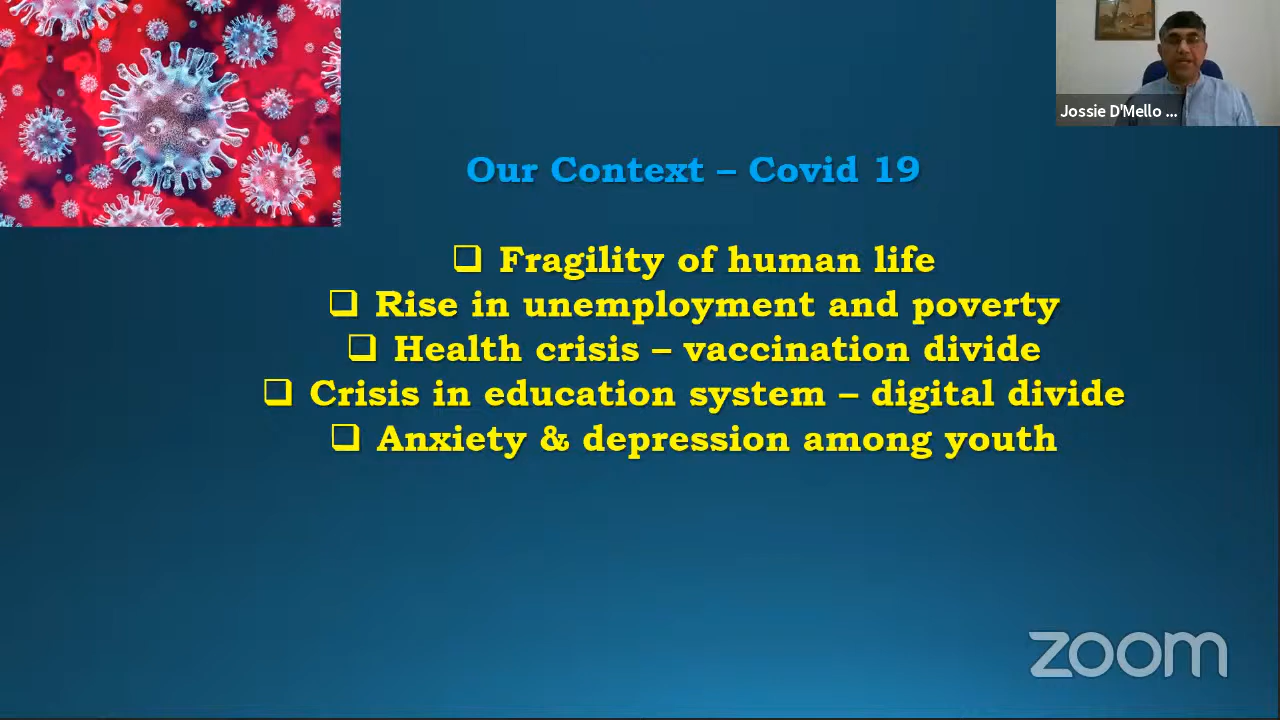 Jossie D'Mello ...
Our Context – Covid 19
❑ Fragility of human life
❑ Rise in unemployment and poverty
❑ Health crisis – vaccination divide
❑ Crisis in education system – digital divide
❑ Anxiety & depression among youth
zoom